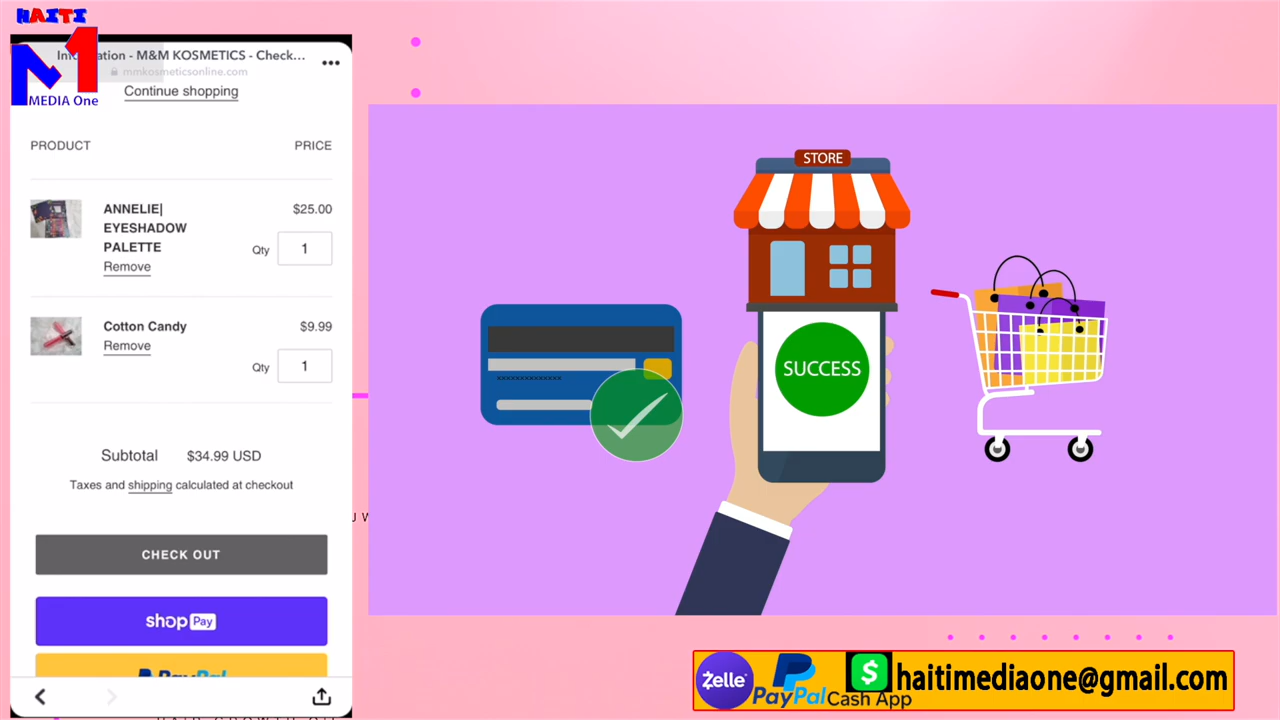 HAITI
M1
MEDIA One
- M&M KOSMETICS - Check...
mmkosmeticsonline.com
Continue shopping
PRODUCT PRICE
ANNELIE| $25.00
EYESHADOW
PALETTE
Qty 1
Remove
Cotton Candy $9.99
Remove
Qty 1
Subtotal $34.99 USD
Taxes and shipping calculated at checkout
CHECK OUT
shop Pay
PayPal
STORE
SUCCESS
Zelle
PayPal
$
Cash App
haitimediaone@gmail.com